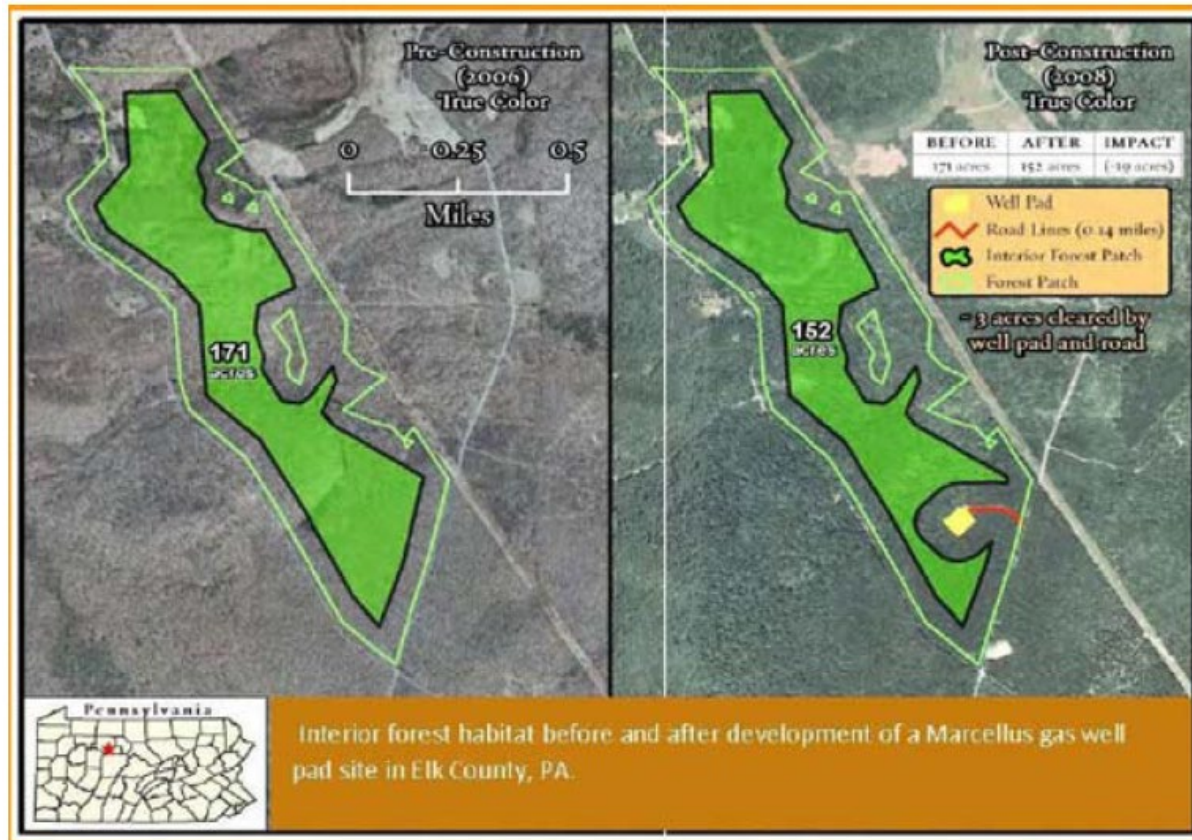 Pre-Construction
(2006)
True Color
0 0.25 0.5
Miles
171
acres
Post-Construction
(2008)
True Color
BEFORE AFTER IMPACT
171 acres 152 acres (-19 acres)
Well Pad
Road Lines (0.14 miles)
Interior Forest Patch
Forest Patch
~ 3 acres cleared by
well pad and road
152
acres
Pennsylvania
Interior forest habitat before and after development of a Marcellus gas well
pad site in Elk County, PA.